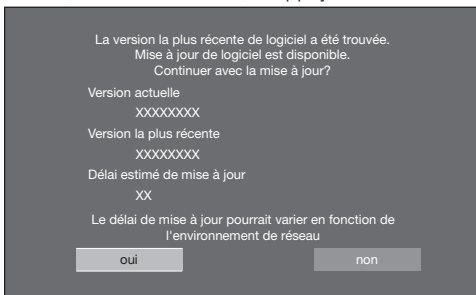 La version la plus récente de logiciel a été trouvée.
Mise à jour de logiciel est disponible.
Continuer avec la mise à jour?
Version actuelle
XXXXXXXX
Version la plus récente
XXXXXXXX
Délai estimé de mise à jour
XX
Le délai de mise à jour pourrait varier en fonction de
l'environnement de réseau
oui non